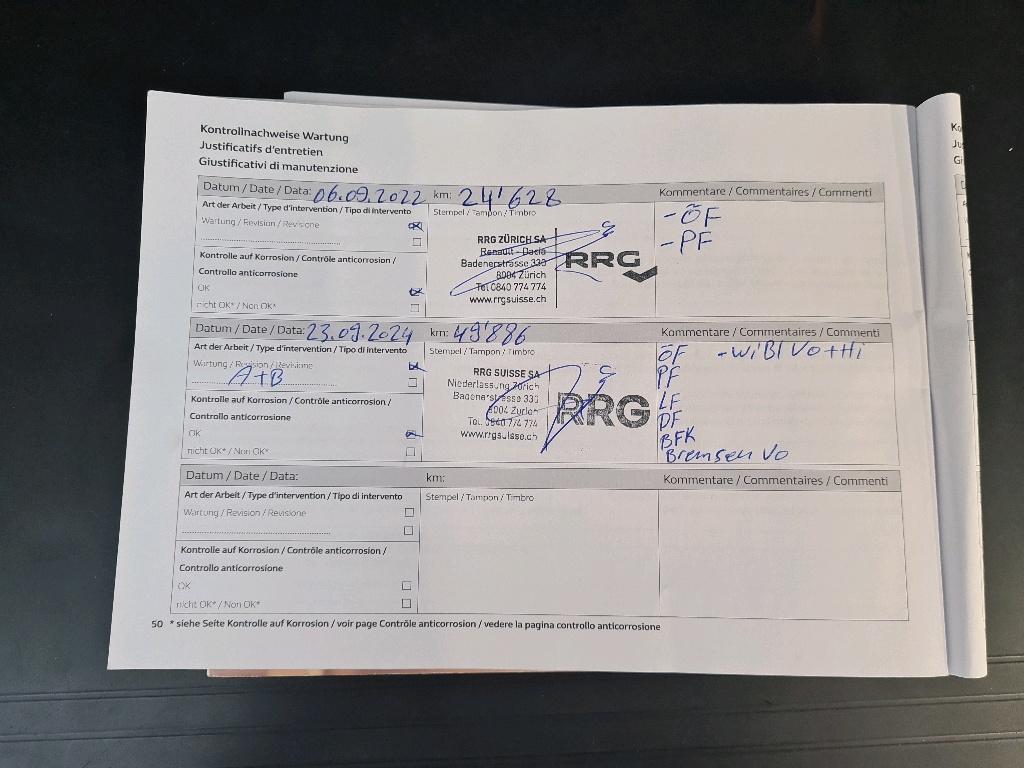 Kontrollnachweise Wartung
Justificatifs d'entretien
Giustificativi di manutenzione
Datum / Date / Data: 06.09.2022 km: 24'628 Kommentare / Commentaires / Commenti
Art der Arbeit / Type d'intervention / Tipo di intervento
Wartung / Revision / Revisione
Kontrolle auf Korrosion / Contrôle anticorrosion /
Controllo anticorrosione
OK
nicht OK* / Non OK*
Stempel / Tampon / Timbro
RRG ZÜRICH SA
Renault - Dacia
Badenerstrasse 330
8004 Zürich
Tel 0840 774 774
www.rrgsuisse.ch
RRG
- ÖF
- PF
Datum / Date / Data: 23.09.2024 km: 49'886 Kommentare / Commentaires / Commenti
Art der Arbeit / Type d'intervention / Tipo di intervento
Wartung / Revision / Revisione
A+B
Kontrolle auf Korrosion / Contrôle anticorrosion /
Controllo anticorrosione
OK
nicht OK* / Non OK*
Stempel / Tampon / Timbro
RRG SUISSE SA
Niederlassung Zürich
Badenerstrasse 330
8004 Zürich
Tel. 0840 774 774
www.rrgsuisse.ch
RRG
ÖF - WiBl Vo + Hi
PF
LF
DF
BFK
Bremsen Vo
Datum / Date / Data: km: Kommentare / Commentaires / Commenti
Art der Arbeit / Type d'intervention / Tipo di intervento
Wartung / Revision / Revisione
Kontrolle auf Korrosion / Contrôle anticorrosion /
Controllo anticorrosione
OK
nicht OK* / Non OK*
Stempel / Tampon / Timbro
50 * siehe Seite Kontrolle auf Korrosion / voir page Contrôle anticorrosion / vedere la pagina controllo anticorrosione